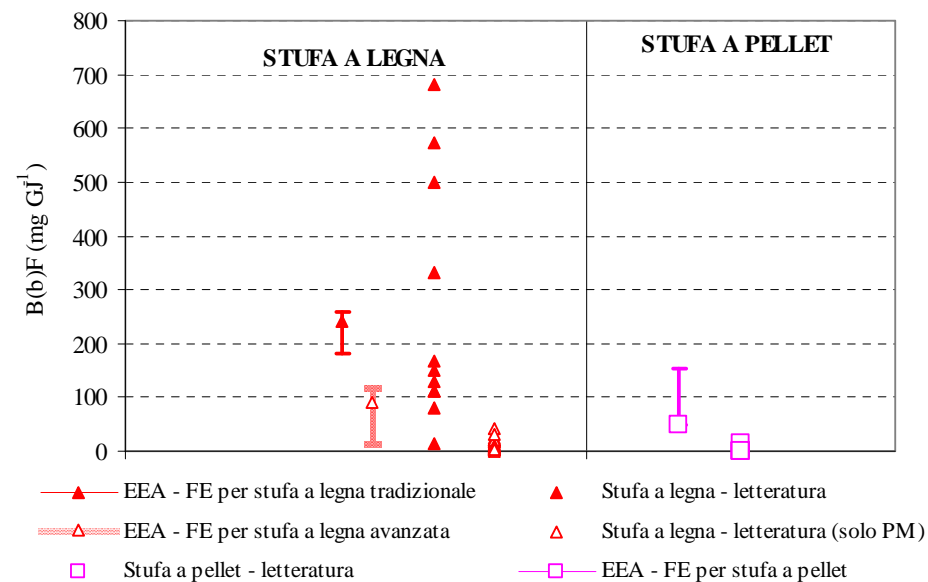 800
700
600
500
400
300
200
100
0
B(b)F (mg GJ⁻¹)
STUFA A LEGNA
STUFA A PELLET
EEA - FE per stufa a legna tradizionale
Stufa a legna - letteratura
EEA - FE per stufa a legna avanzata
Stufa a legna - letteratura (solo PM)
Stufa a pellet - letteratura
EEA - FE per stufa a pellet